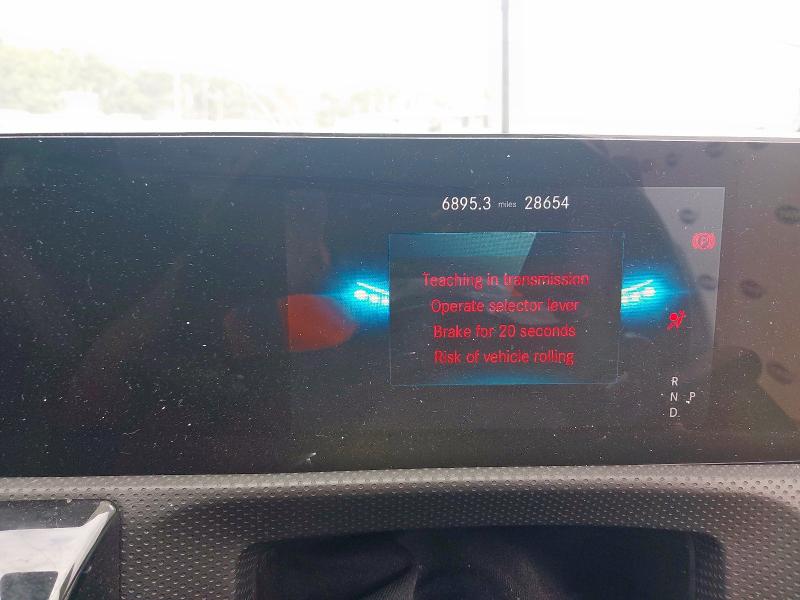 6895.3 miles 28654
Teaching in transmission
Operate selector lever
Brake for 20 seconds
Risk of vehicle rolling
R
N P
D